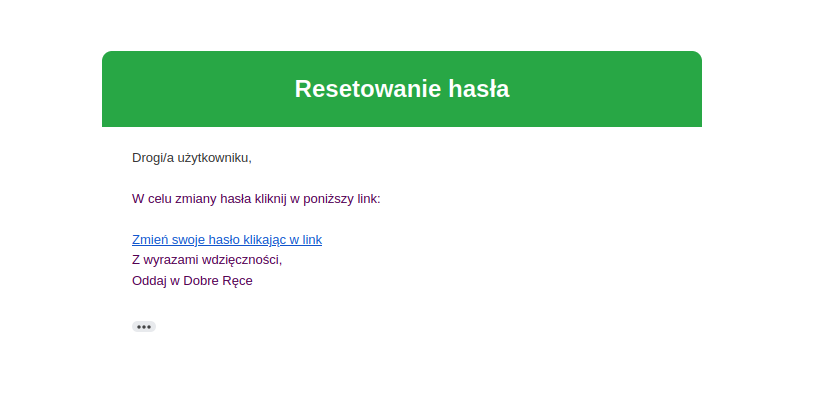 Resetowanie hasła
Drogi/a użytkowniku,
W celu zmiany hasła kliknij w poniższy link:
Zmień swoje hasło klikając w link
Z wyrazami wdzięczności,
Oddaj w Dobre Ręce